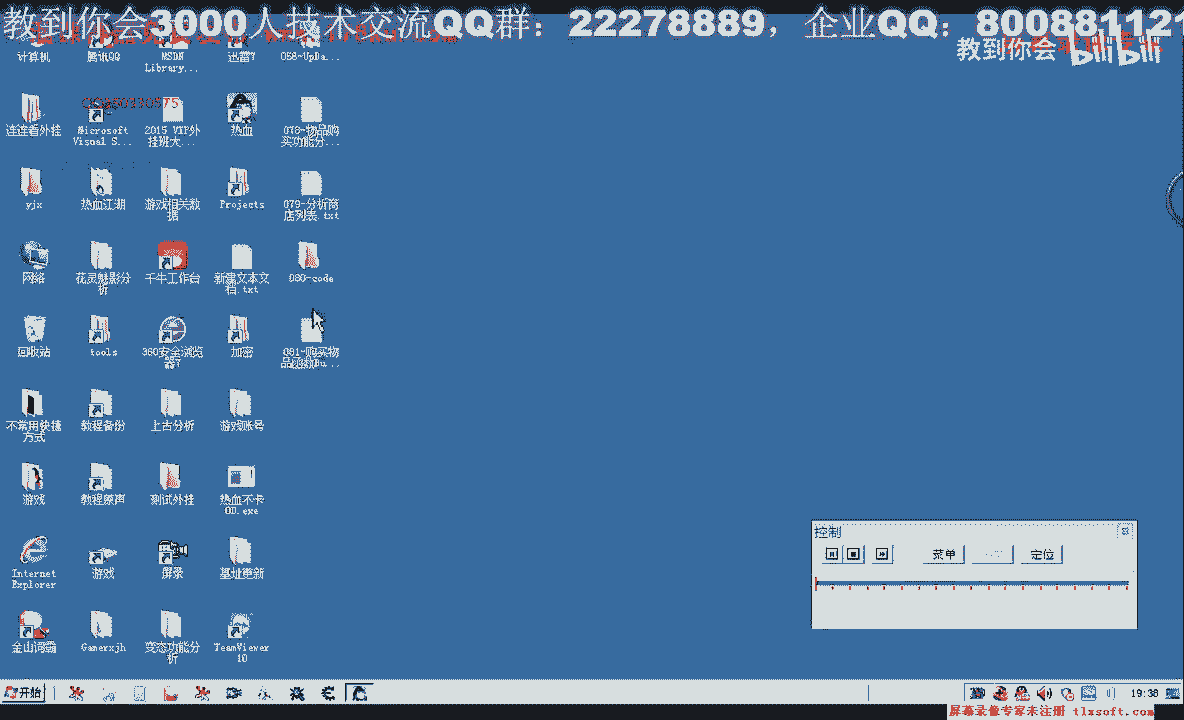 教到你会3000人技术交流QQ群：22278889，企业QQ：800881121
教到你会 bilibili
计算机
腾讯QQ
MSDN
Library...
迅雷7
058-UpDa...
连连看外挂
Microsoft
Visual S...
2015 VIP外
挂班大...
热血
078-物品购
买功能分...
yjx
热血江湖
游戏相关数
据
Projects
079-分析商
店列表.txt
网络
花灵魅影分
析
千牛工作台
新建文本文
档.txt
080-code
回收站
tools
360安全浏览
器7
加密
081-购买物
品函数Bu...
不常用快捷
方式
教程备份
上古分析
游戏账号
游戏
教程原声
测试外挂
热血不卡
00.exe
Internet
Explorer
游戏
屏录
基址更新
金山词霸
Gamerxjh
变态功能分
析
TeamViewer
10
控制
菜单
定位
开始
19:38
屏幕录像专家未注册 tlxsoft.com